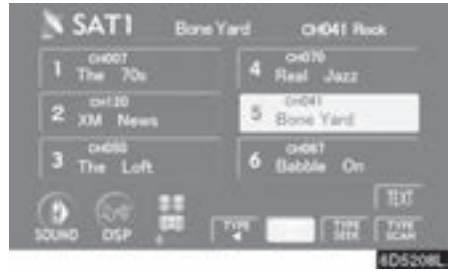 SAT1 Bone Yard CH041 Rock
1 CH007 The 70s
4 CH070 Real Jazz
2 CH120 XM News
5 CH041 Bone Yard
3 CH050 The Loft
6 CH067 Babble On
TEXT
SOUND DSP
TYPE TYPE SEEK TYPE SCAN
6D5208L